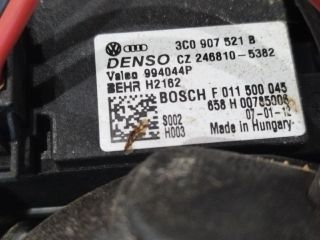 3C0 907 521 B
DENSO CZ 246810-5382
Valeo 994044P
BEHR H2162
BOSCH F 011 500 045
658 H 00785006
S002 07-01-12
H003 Made in Hungary